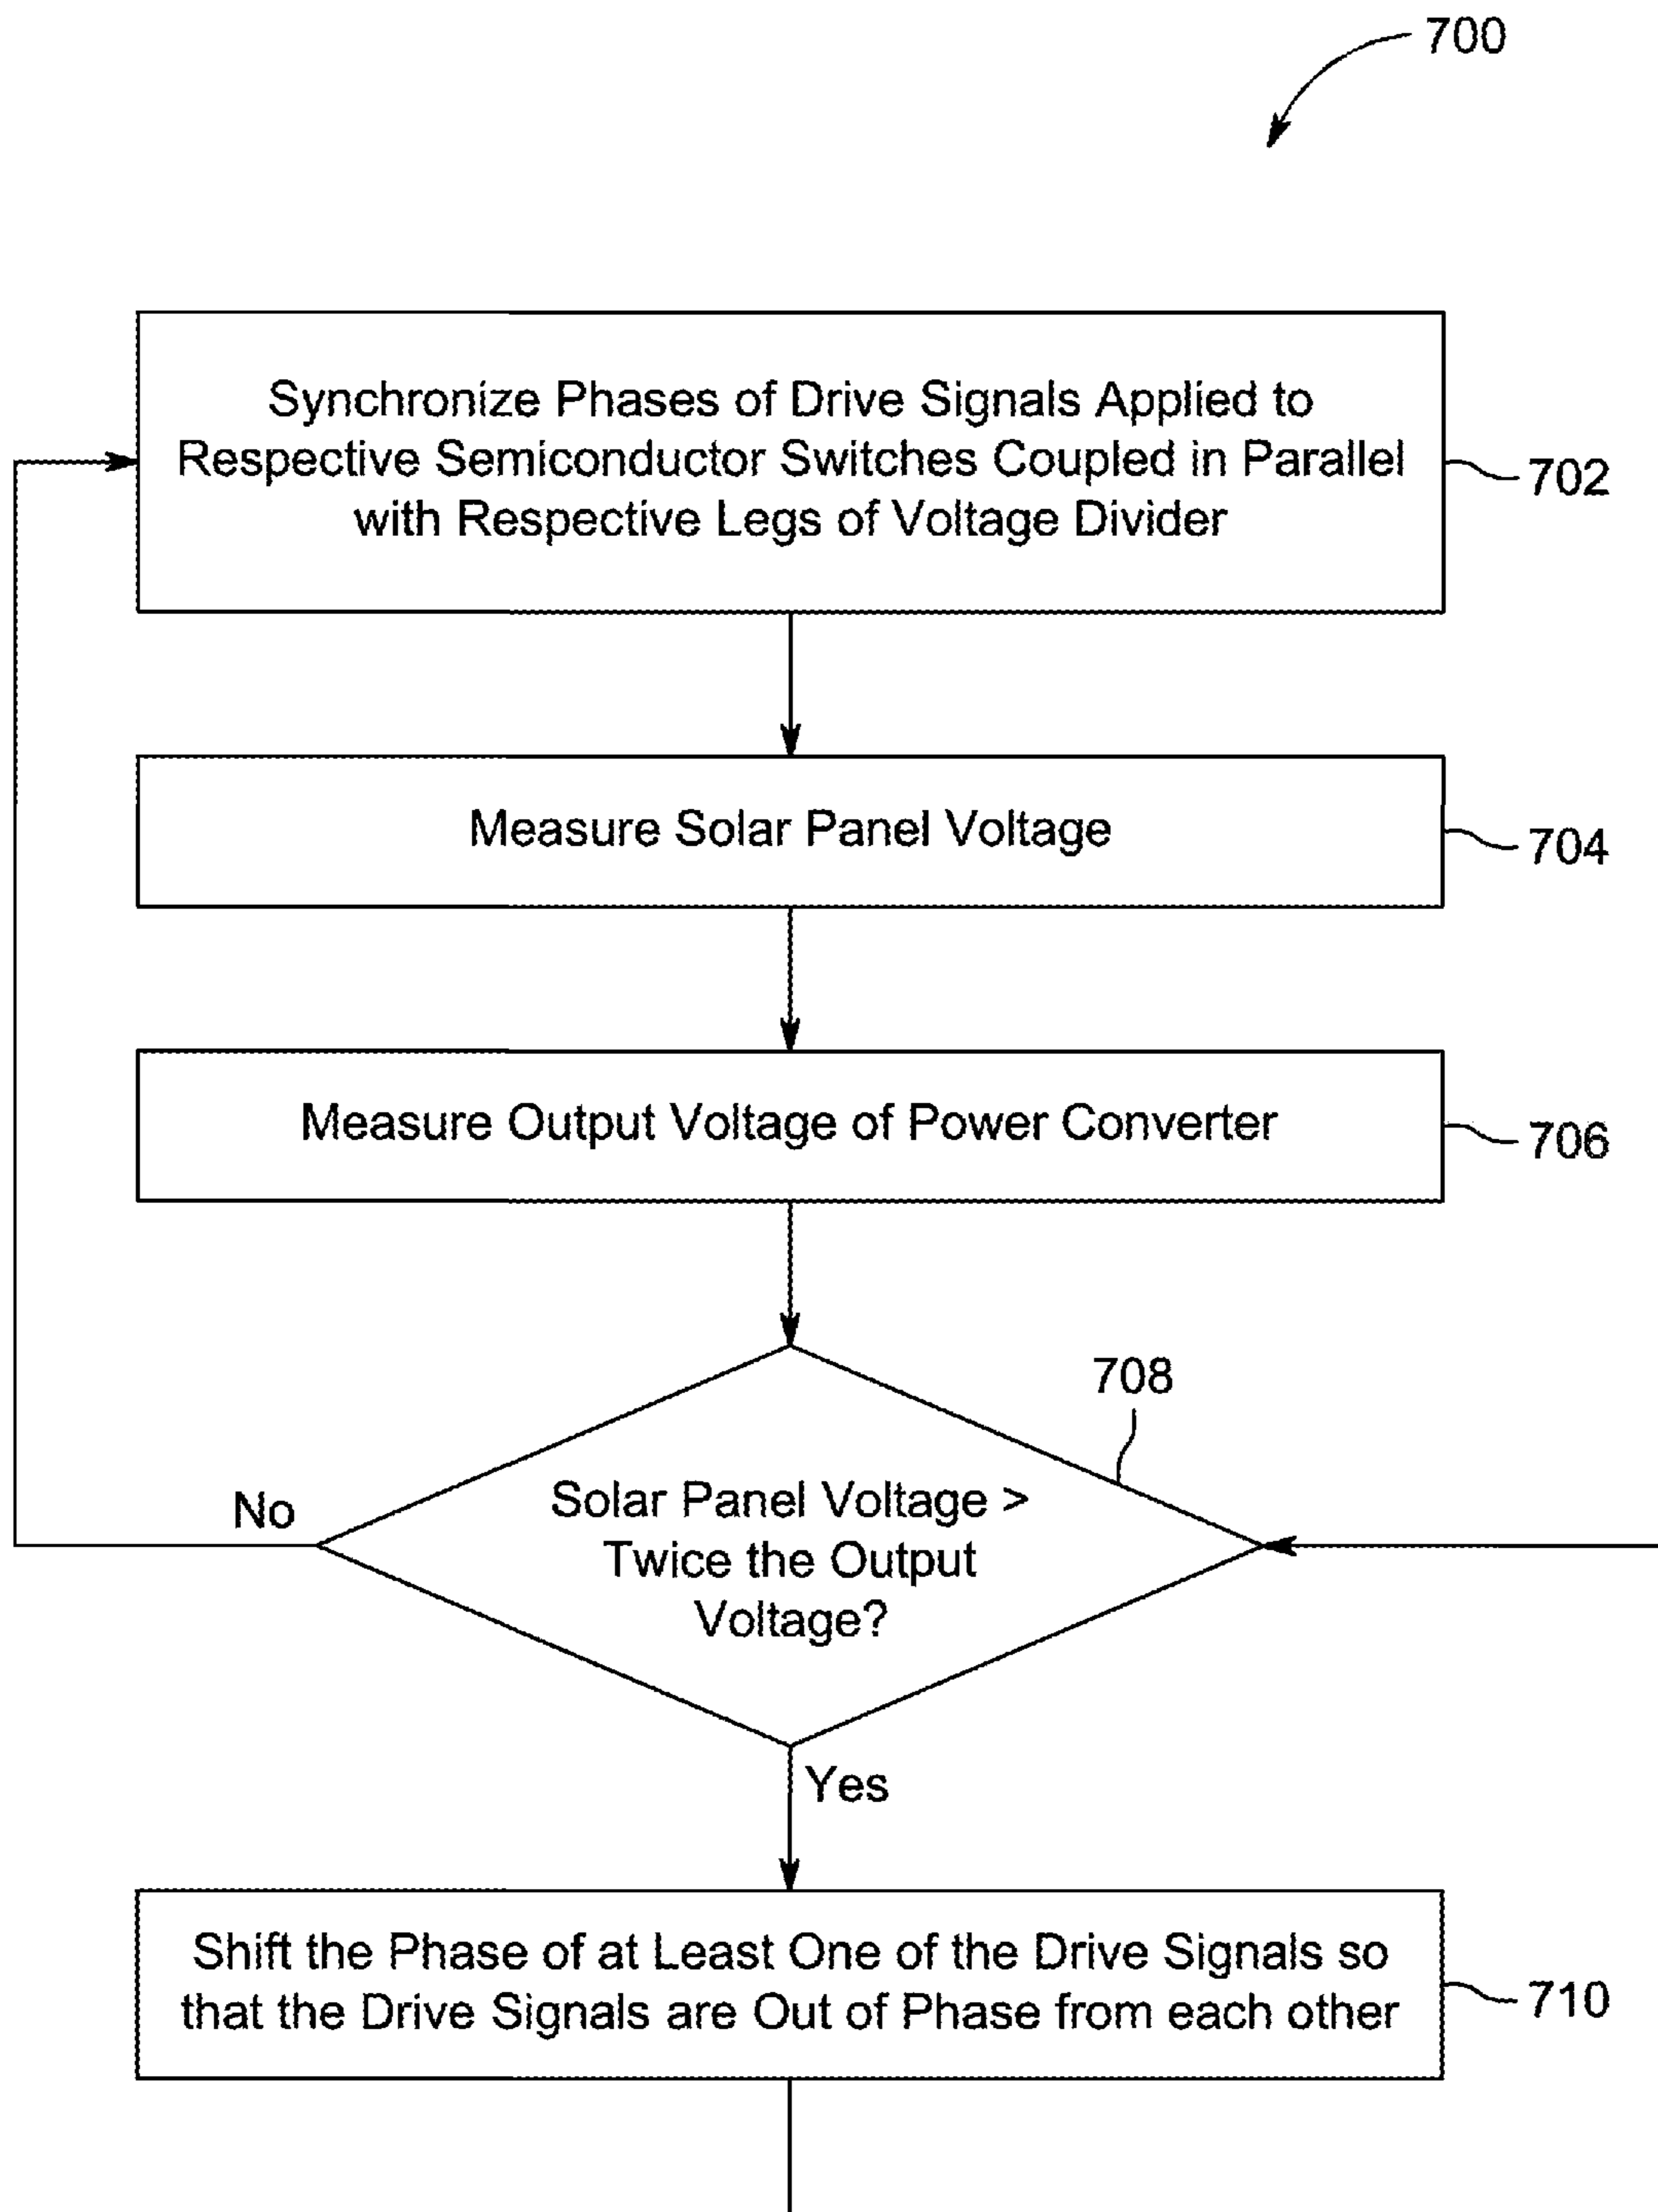 700
Synchronize Phases of Drive Signals Applied to
Respective Semiconductor Switches Coupled in Parallel
with Respective Legs of Voltage Divider
702
Measure Solar Panel Voltage
704
Measure Output Voltage of Power Converter
706
708
No
Solar Panel Voltage >
Twice the Output
Voltage?
Yes
Shift the Phase of at Least One of the Drive Signals so
that the Drive Signals are Out of Phase from each other
710